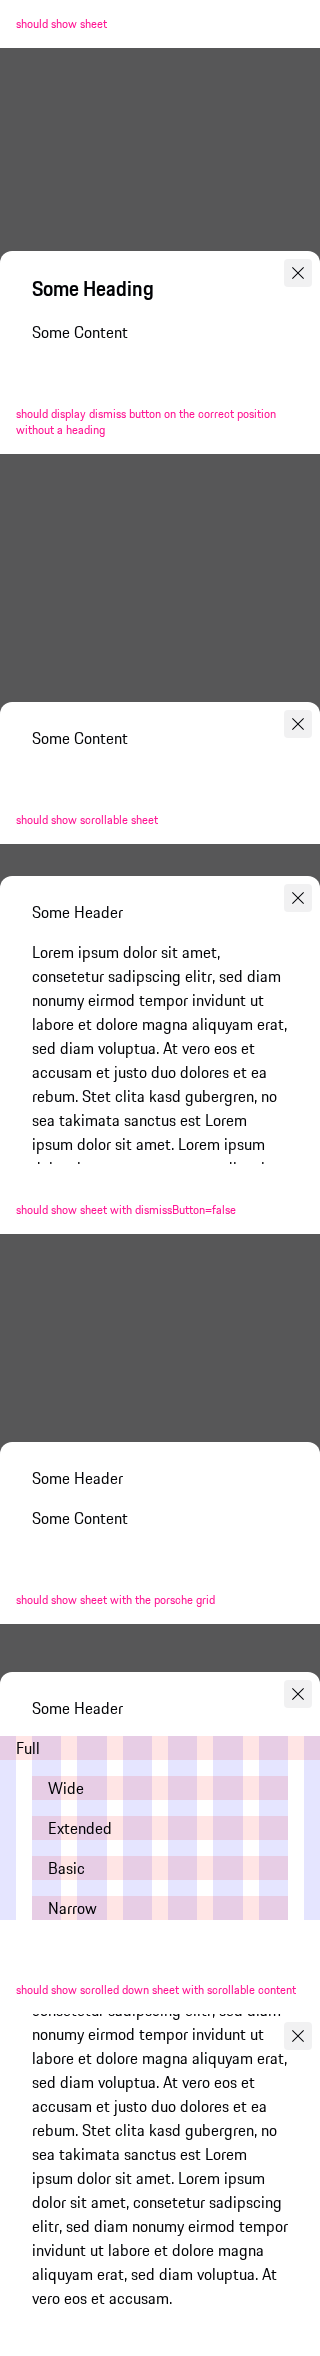 should show sheet
Some Heading
Some Content
should display dismiss button on the correct position
without a heading
Some Content
should show scrollable sheet
Some Header
Lorem ipsum dolor sit amet,
consetetur sadipscing elitr, sed diam
nonumy eirmod tempor invidunt ut
labore et dolore magna aliquyam erat,
sed diam voluptua. At vero eos et
accusam et justo duo dolores et ea
rebum. Stet clita kasd gubergren, no
sea takimata sanctus est Lorem
ipsum dolor sit amet. Lorem ipsum
should show sheet with dismissButton=false
Some Header
Some Content
should show sheet with the porsche grid
Some Header
Full
Wide
Extended
Basic
Narrow
should show scrolled down sheet with scrollable content
consetetur sadipscing elitr, sed diam
nonumy eirmod tempor invidunt ut
labore et dolore magna aliquyam erat,
sed diam voluptua. At vero eos et
accusam et justo duo dolores et ea
rebum. Stet clita kasd gubergren, no
sea takimata sanctus est Lorem
ipsum dolor sit amet. Lorem ipsum
dolor sit amet, consetetur sadipscing
elitr, sed diam nonumy eirmod tempor
invidunt ut labore et dolore magna
aliquyam erat, sed diam voluptua. At
vero eos et accusam.